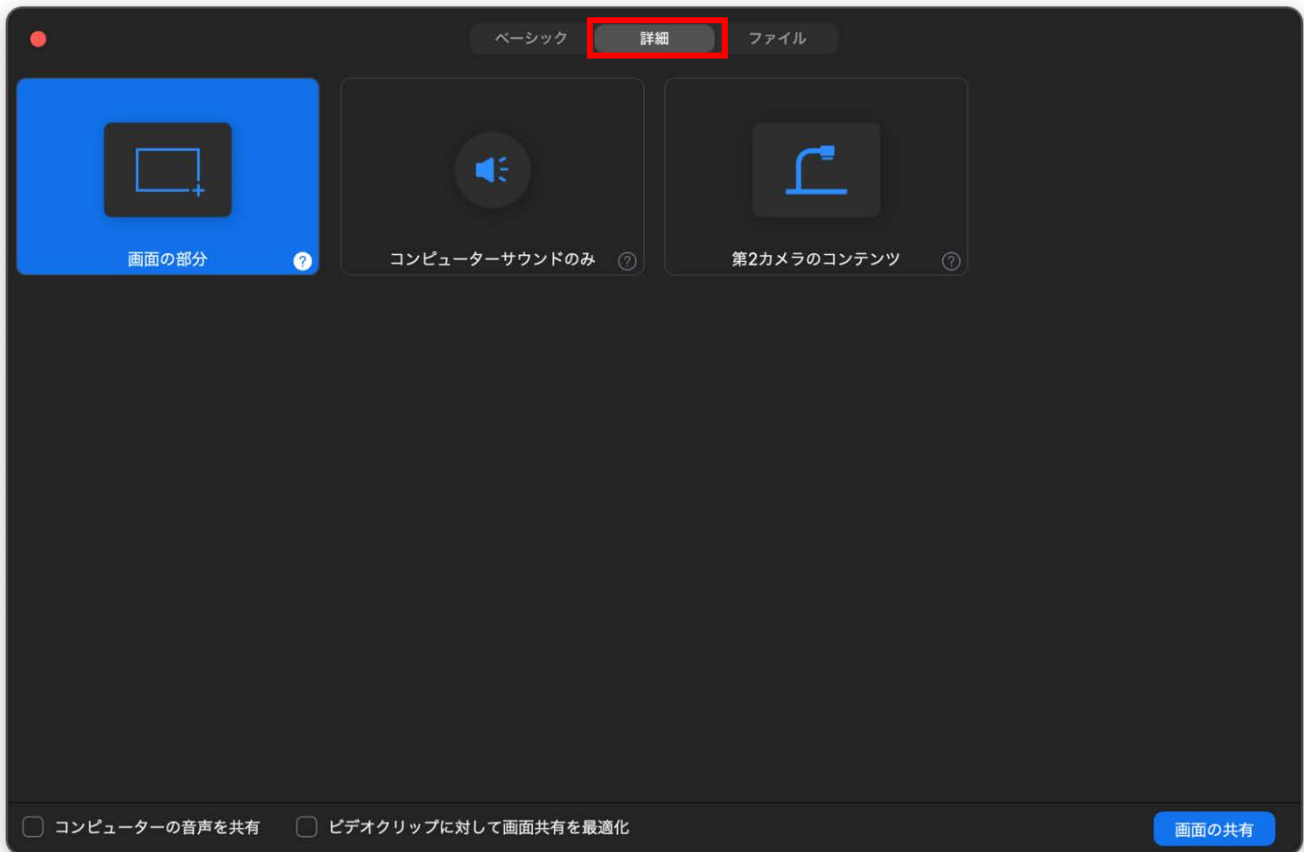 ベーシック
詳細
ファイル
画面の部分
?
コンピューターサウンドのみ
?
第2カメラのコンテンツ
?
コンピューターの音声を共有
ビデオクリップに対して画面共有を最適化
画面の共有